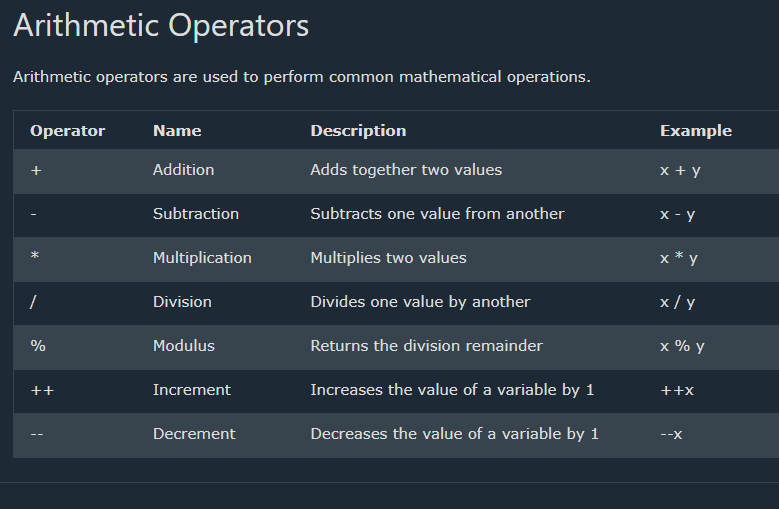 Arithmetic Operators
Arithmetic operators are used to perform common mathematical operations.
Operator Name Description Example
+ Addition Adds together two values x + y
- Subtraction Subtracts one value from another x - y
* Multiplication Multiplies two values x * y
/ Division Divides one value by another x / y
% Modulus Returns the division remainder x % y
++ Increment Increases the value of a variable by 1 ++x
-- Decrement Decreases the value of a variable by 1 --x